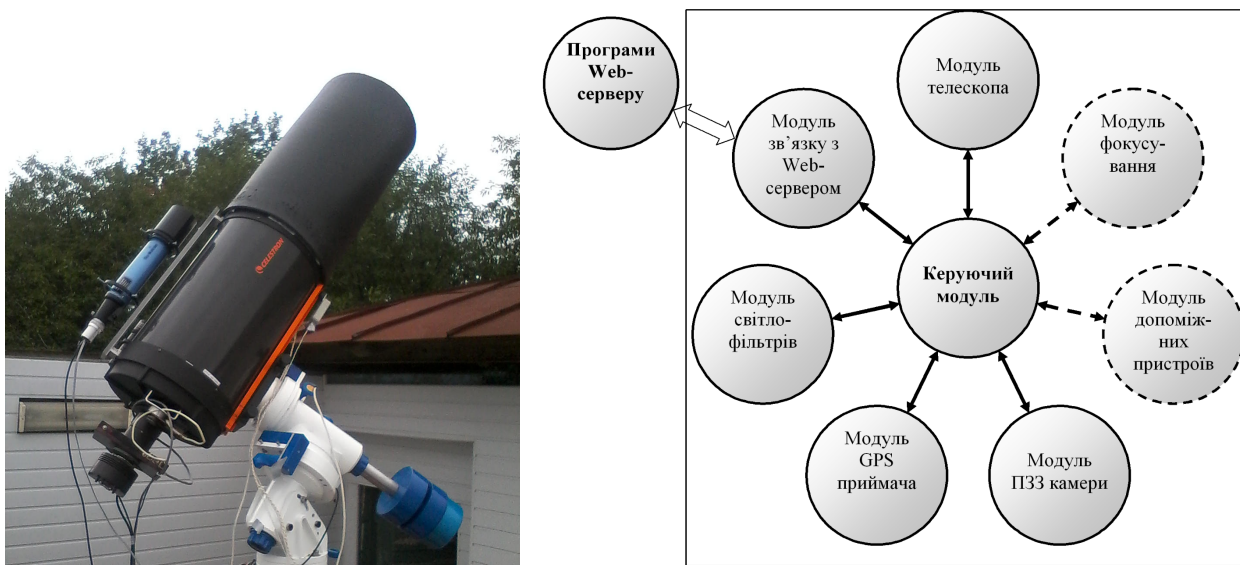 CELESTRON
Програми
Web-
серверу
Модуль
телескопа
Модуль
зв’язку з
Web-
сервером
Модуль
фокусу-
вання
Керуючий
модуль
Модуль
світло-
фільтрів
Модуль
допоміж-
них
пристроїв
Модуль
GPS
приймача
Модуль
ПЗЗ камери